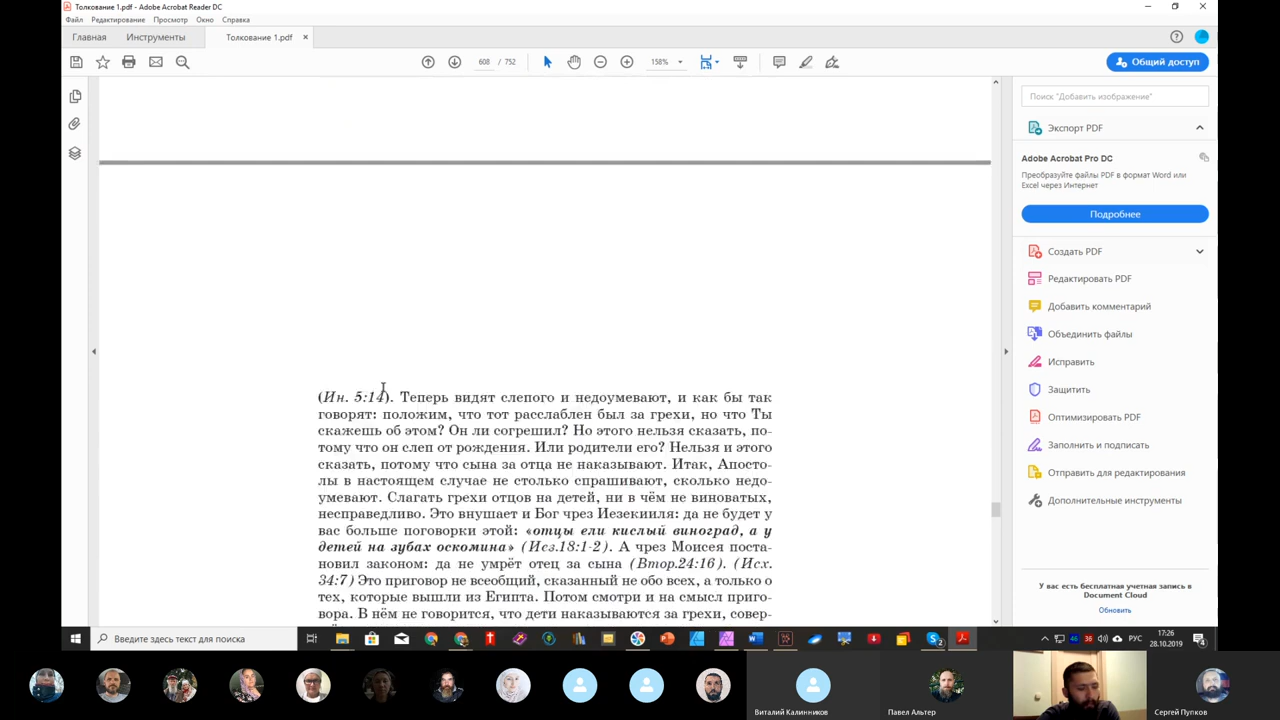 Толкование 1.pdf - Adobe Acrobat Reader DC
Файл Редактирование Просмотр Окно Справка
Главная Инструменты Толкование 1.pdf ×
608 / 752 158% Общий доступ
Поиск "Добавить изображение"
Экспорт PDF
Adobe Acrobat Pro DC
Преобразуйте файлы PDF в формат Word или
Excel через Интернет
Подробнее
Создать PDF
Редактировать PDF
Добавить комментарий
Объединить файлы
Исправить
Защитить
Оптимизировать PDF
Заполнить и подписать
Отправить для редактирования
Дополнительные инструменты
У вас есть бесплатная учетная запись в
Document Cloud
Обновить
(Ин. 5:14). Теперь видят слепого и недоумевают, и как бы так
говорят: положим, что тот расслаблен был за грехи, но что Ты
скажешь об этом? Он ли согрешил? Но этого нельзя сказать, по-
тому что он слеп от рождения. Или родители его? Нельзя и этого
сказать, потому что сына за отца не наказывают. Итак, Апосто-
лы в настоящем случае не столько спрашивают, сколько недо-
умевают. Слагать грехи отцов на детей, ни в чём не виноватых,
несправедливо. Это внушает и Бог чрез Иезекииля: да не будет у
вас больше поговорки этой: «отцы ели кислый виноград, а у
детей на зубах оскомина» (Исз.18:1-2). А чрез Моисея поста-
новил законом: да не умрёт отец за сына (Втор.24:16). (Исх.
34:7) Это приговор не всеобщий, сказанный не обо всех, а только о
тех, которые вышли из Египта. Потом смотри и на смысл приго-
вора. В нём не говорится, что дети наказываются за грехи, совер-
Введите здесь текст для поиска
46 36 РУС 17:26
28.10.2019
4
Виталий Калинников Павел Альтер Сергей Пупков